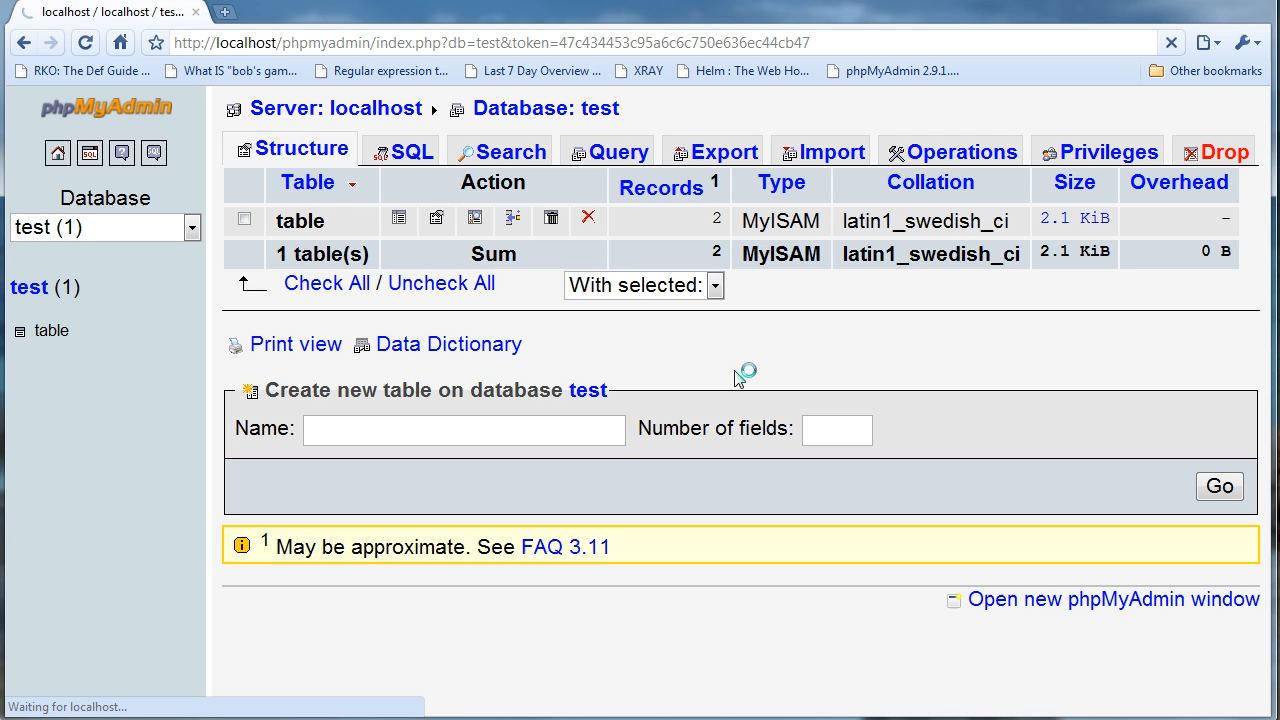 localhost / localhost / tes...
http://localhost/phpmyadmin/index.php?db=test&token=47c434453c95a6c6c750e636ec44cb47
RKO: The Def Guide ... What IS "bob's gam... Regular expression t... Last 7 Day Overview ... XRAY Helm : The Web Ho... phpMyAdmin 2.9.1.... Other bookmarks
phpMyAdmin
Server: localhost Database: test
Structure SQL Search Query Export Import Operations Privileges Drop
SQL ? SQL
Database
test (1)
test (1)
table
Table Action Records 1 Type Collation Size Overhead
table 2 MyISAM latin1_swedish_ci 2.1 KiB -
1 table(s) Sum 2 MyISAM latin1_swedish_ci 2.1 KiB 0 B
Check All / Uncheck All With selected:
Print view Data Dictionary
Create new table on database test
Name: Number of fields:
Go
1 May be approximate. See FAQ 3.11
Open new phpMyAdmin window
Waiting for localhost...